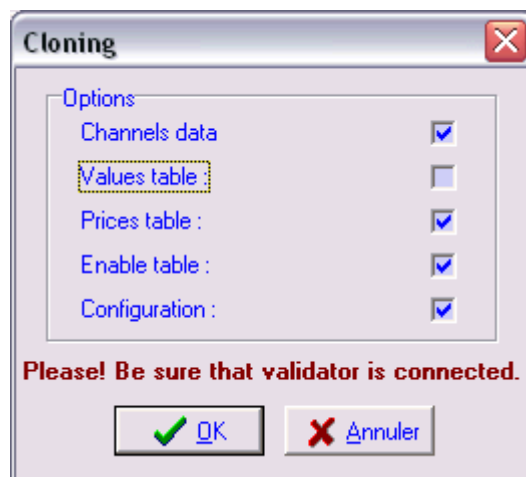 Cloning
Options
Channels data
Values table :
Prices table :
Enable table :
Configuration :
Please! Be sure that validator is connected.
OK
Annuler